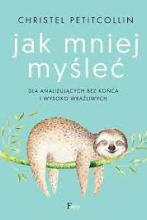 CHRISTEL PETITCOLLIN
jak mniej
myśleć
DLA ANALIZUJĄCYCH BEZ KOŃCA
I WYSOKO WRAŻLIWYCH